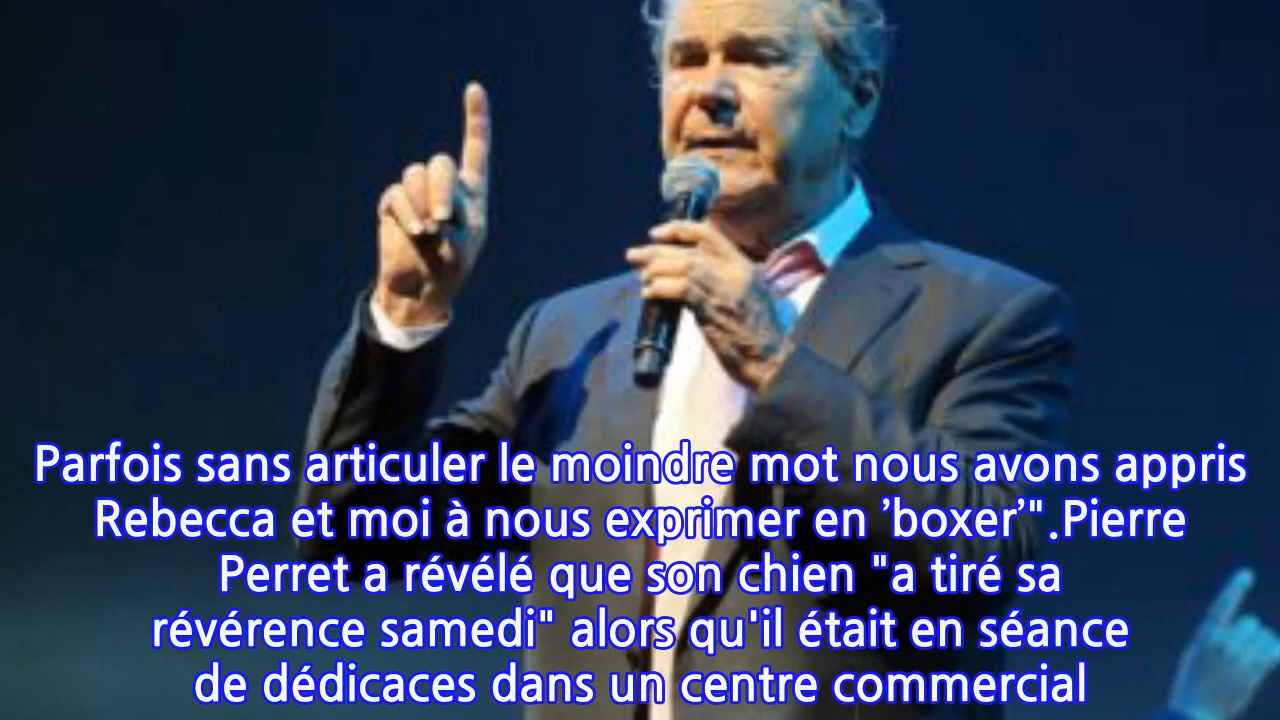 Parfois sans articuler le moindre mot nous avons appris
Rebecca et moi à nous exprimer en ’boxer’".Pierre
Perret a révélé que son chien "a tiré sa
révérence samedi" alors qu'il était en séance
de dédicaces dans un centre commercial